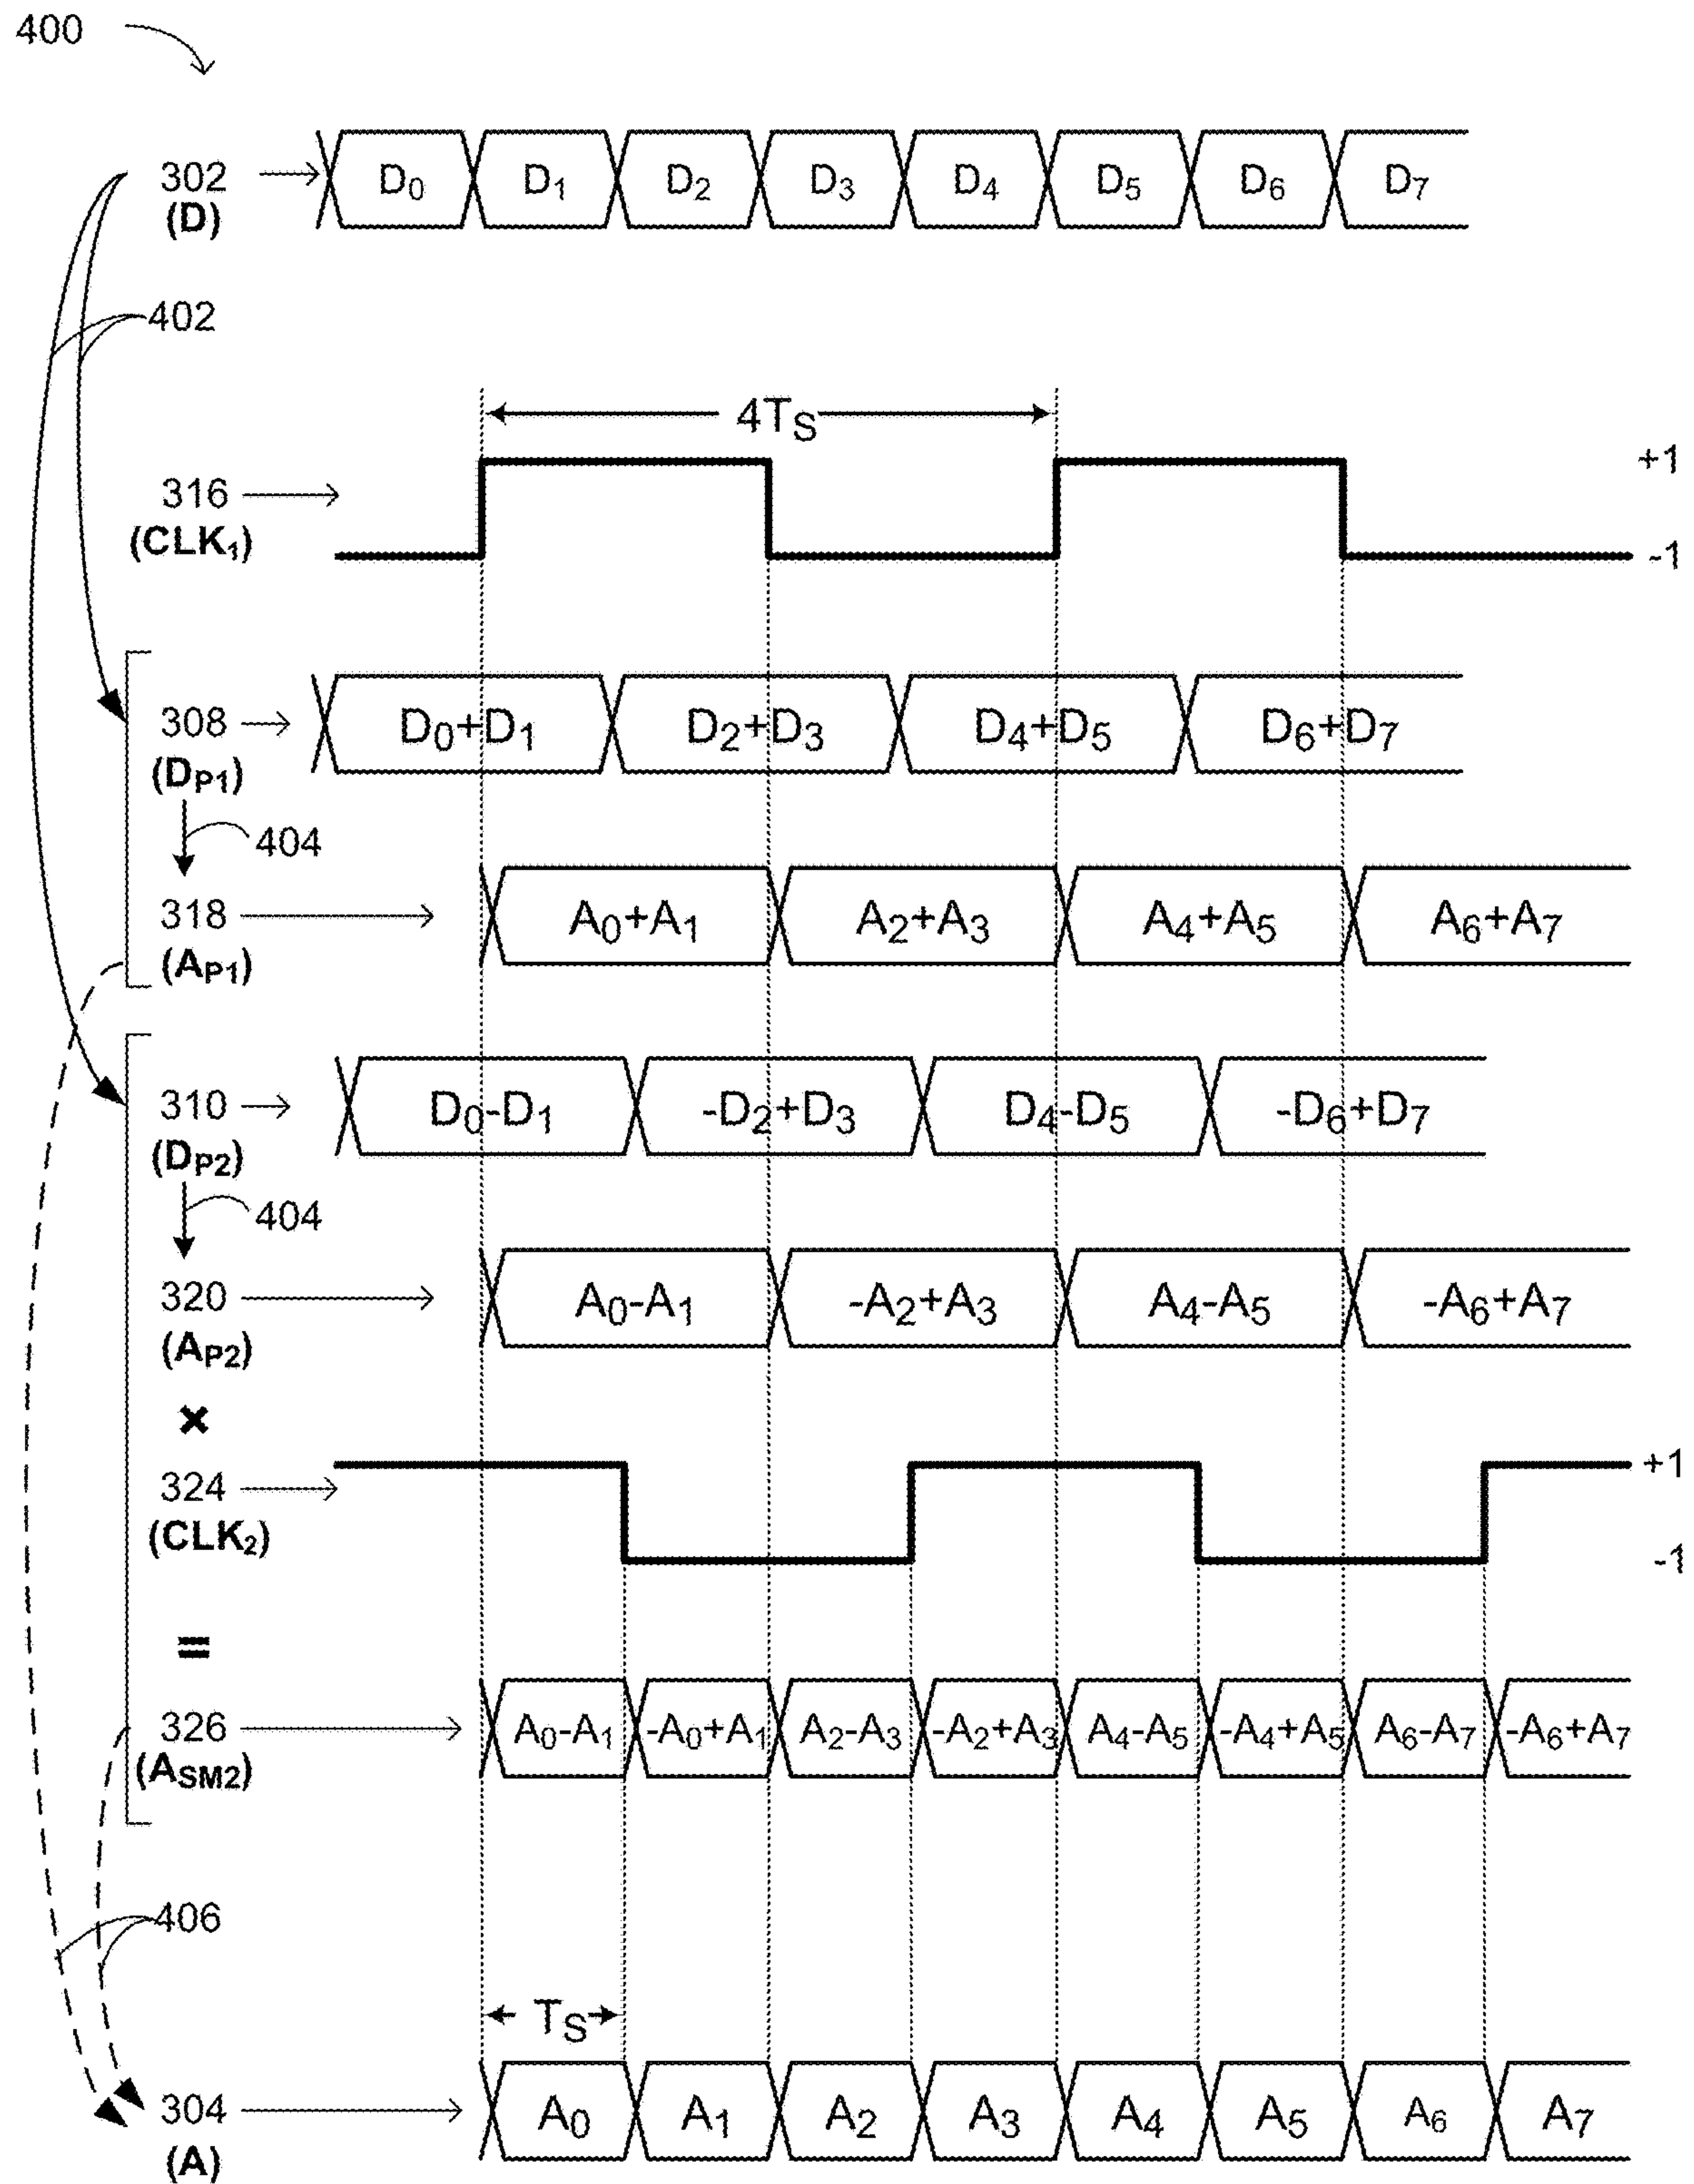 400
302 D₀ D₁ D₂ D₃ D₄ D₅ D₆ D₇
(D)
402
4Tₛ
316 +1
(CLK₁) -1
308 D₀+D₁ D₂+D₃ D₄+D₅ D₆+D₇
(Dₚ₁)
404
318 A₀+A₁ A₂+A₃ A₄+A₅ A₆+A₇
(Aₚ₁)
310 D₀-D₁ -D₂+D₃ D₄-D₅ -D₆+D₇
(Dₚ₂)
404
320 A₀-A₁ -A₂+A₃ A₄-A₅ -A₆+A₇
(Aₚ₂)
×
324 +1
(CLK₂) -1
=
326 A₀-A₁ -A₀+A₁ A₂-A₃ -A₂+A₃ A₄-A₅ -A₄+A₅ A₆-A₇ -A₆+A₇
(Aₛₘ₂)
406
Tₛ
304 A₀ A₁ A₂ A₃ A₄ A₅ A₆ A₇
(A)